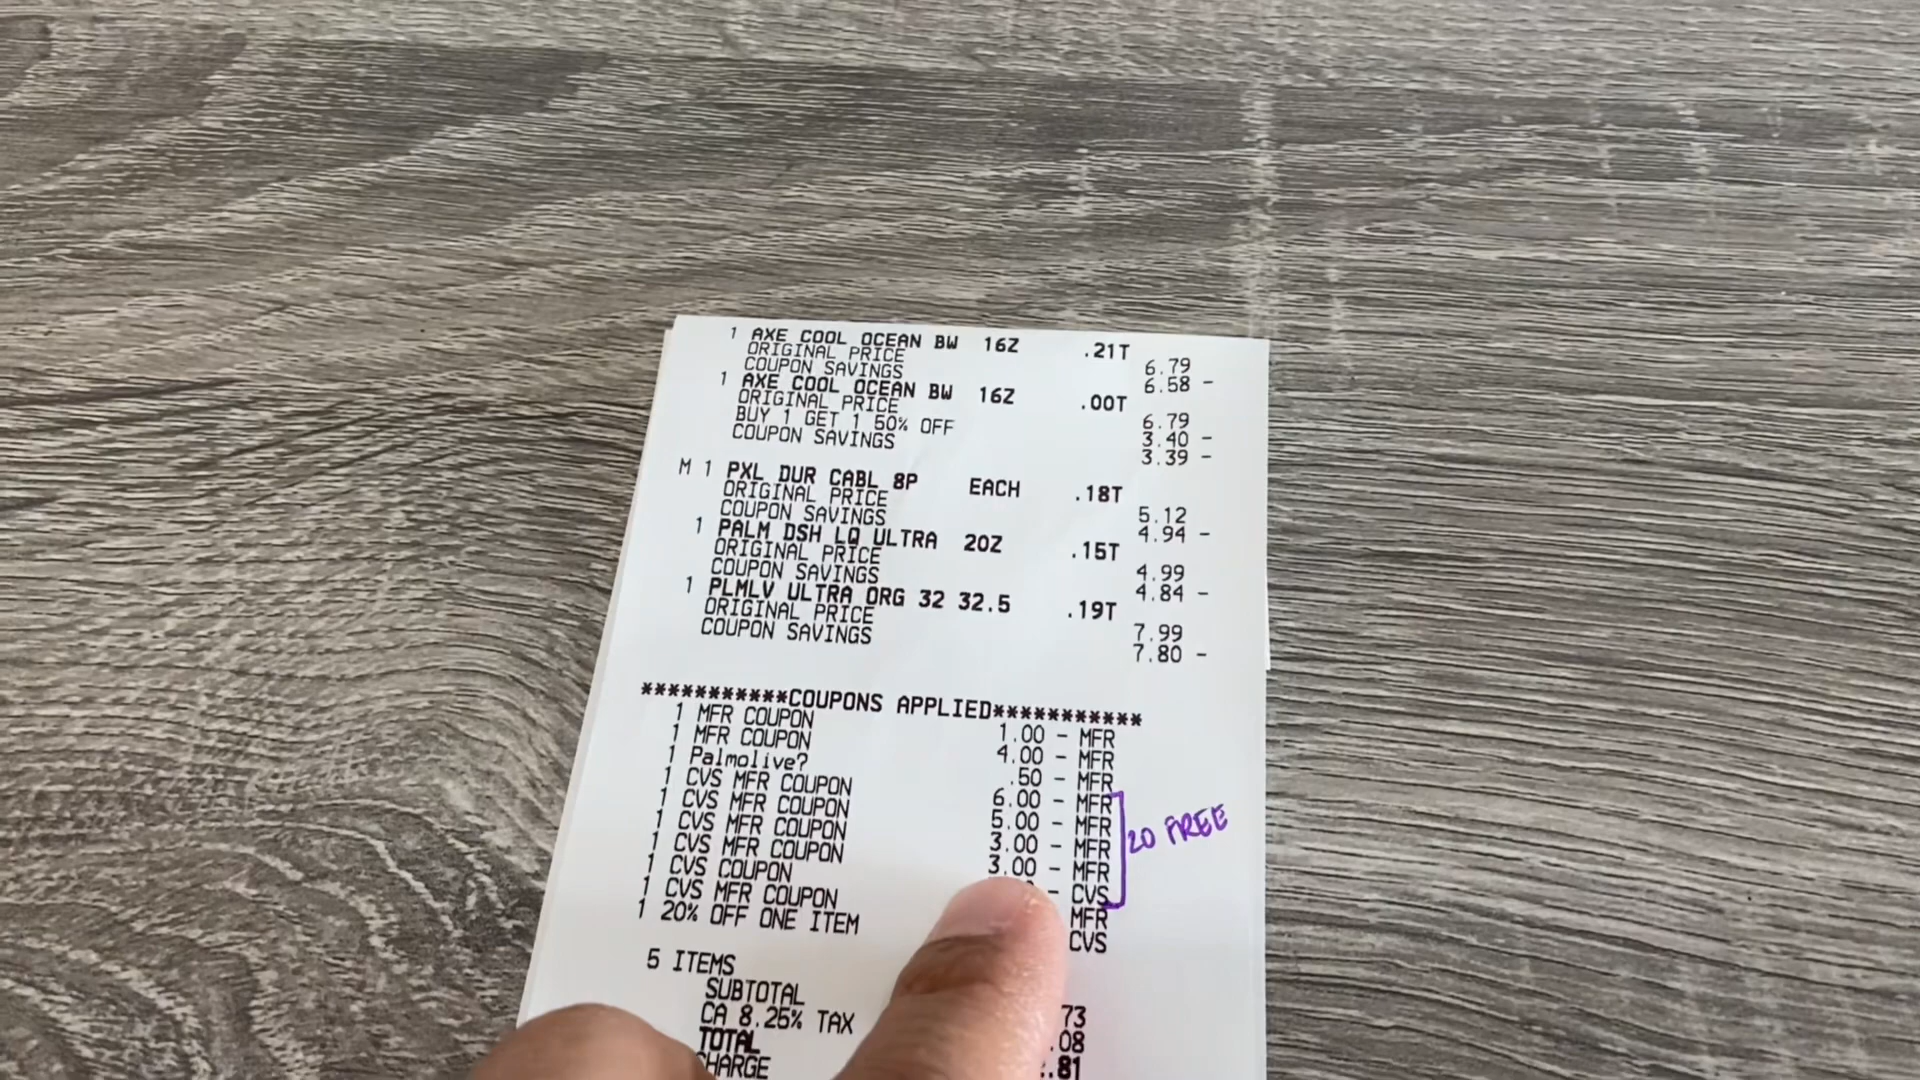 1 AXE COOL OCEAN BW 16Z .21T
ORIGINAL PRICE 6.79
COUPON SAVINGS 6.58 -
1 AXE COOL OCEAN BW 16Z .00T
ORIGINAL PRICE 6.79
BUY 1 GET 1 50% OFF 3.40 -
COUPON SAVINGS 3.39 -
M 1 PXL DUR CABL 8P EACH .18T
ORIGINAL PRICE 5.12
COUPON SAVINGS 4.94 -
1 PALM DSH LQ ULTRA 20Z .15T
ORIGINAL PRICE 4.99
COUPON SAVINGS 4.84 -
1 PLMLV ULTRA ORG 32 32.5 .19T
ORIGINAL PRICE 7.99
COUPON SAVINGS 7.80 -
***********COUPONS APPLIED***********
1 MFR COUPON 1.00 - MFR
1 MFR COUPON 4.00 - MFR
1 Palmolive? .50 - MFR
1 CVS MFR COUPON 6.00 - MFR
1 CVS MFR COUPON 5.00 - MFR
1 CVS MFR COUPON 3.00 - MFR
1 CVS MFR COUPON 3.00 - MFR
1 CVS COUPON - CVS
1 CVS MFR COUPON MFR
1 20% OFF ONE ITEM CVS
20 FREE
5 ITEMS
SUBTOTAL 73
CA 8.25% TAX .08
TOTAL .81
CHARGE